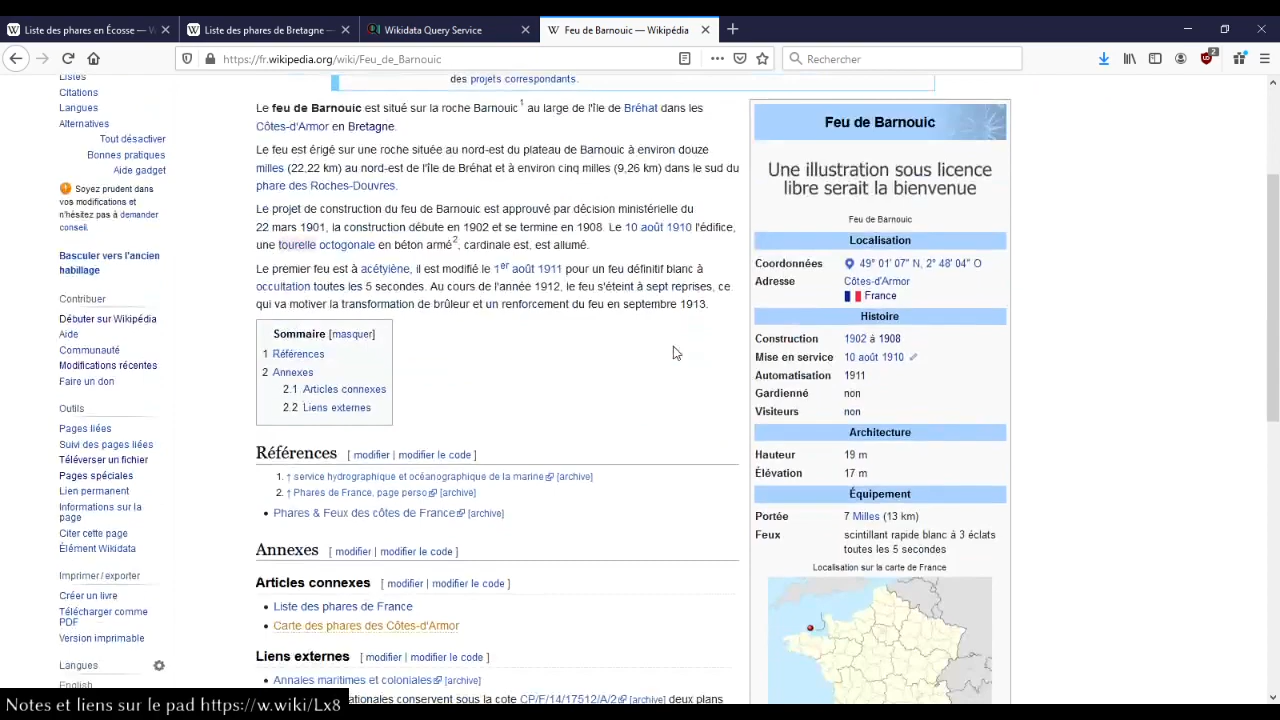 Liste des phares en Écosse — W
Liste des phares de Bretagne —
Wikidata Query Service
Feu de Barnouic — Wikipédia
https://fr.wikipedia.org/wiki/Feu_de_Barnouic
Rechercher
2
Listes
Citations
Langues
Alternatives
Tout désactiver
Bonnes pratiques
Aide gadget
Soyez prudent dans
vos modifications et
n'hésitez pas à demander
conseil.
Basculer vers l'ancien
habillage
Contribuer
Débuter sur Wikipédia
Aide
Communauté
Modifications récentes
Faire un don
Outils
Pages liées
Suivi des pages liées
Téléverser un fichier
Pages spéciales
Lien permanent
Informations sur la
page
Citer cette page
Élément Wikidata
Imprimer / exporter
Créer un livre
Télécharger comme
PDF
Version imprimable
Langues
English
des projets correspondants.
Le feu de Barnouic est situé sur la roche Barnouic1 au large de l'île de Bréhat dans les
Côtes-d'Armor en Bretagne.
Le feu est érigé sur une roche située au nord-est du plateau de Barnouic à environ douze
milles (22,22 km) au nord-est de l'île de Bréhat et à environ cinq milles (9,26 km) dans le sud du
phare des Roches-Douvres.
Le projet de construction du feu de Barnouic est approuvé par décision ministérielle du
22 mars 1901, la construction débute en 1902 et se termine en 1908. Le 10 août 1910 l'édifice,
une tourelle octogonale en béton armé2, cardinale est, est allumé.
Le premier feu est à acétylène, il est modifié le 1er août 1911 pour un feu définitif blanc à
occultation toutes les 5 secondes. Au cours de l'année 1912, le feu s'éteint à sept reprises, ce
qui va motiver la transformation de brûleur et un renforcement du feu en septembre 1913.
Sommaire [masquer]
1 Références
2 Annexes
2.1 Articles connexes
2.2 Liens externes
Références [ modifier | modifier le code ]
1. ↑ service hydrographique et océanographique de la marine [archive]
2. ↑ Phares de France, page perso [archive]
• Phares & Feux des côtes de France [archive]
Annexes [ modifier | modifier le code ]
Articles connexes [ modifier | modifier le code ]
• Liste des phares de France
• Carte des phares des Côtes-d'Armor
Liens externes [ modifier | modifier le code ]
• Annales maritimes et coloniales [archive]
nationales conservent sous la cote CP/F/14/17512/A/2 [archive] deux plans
Feu de Barnouic
Une illustration sous licence
libre serait la bienvenue
Feu de Barnouic
Localisation
Coordonnées 49° 01′ 07″ N, 2° 48′ 04″ O
Adresse Côtes-d'Armor
France
Histoire
Construction 1902 à 1908
Mise en service 10 août 1910
Automatisation 1911
Gardienné non
Visiteurs non
Architecture
Hauteur 19 m
Élévation 17 m
Équipement
Portée 7 Milles (13 km)
Feux scintillant rapide blanc à 3 éclats
toutes les 5 secondes
Localisation sur la carte de France
Notes et liens sur le pad https://w.wiki/Lx8